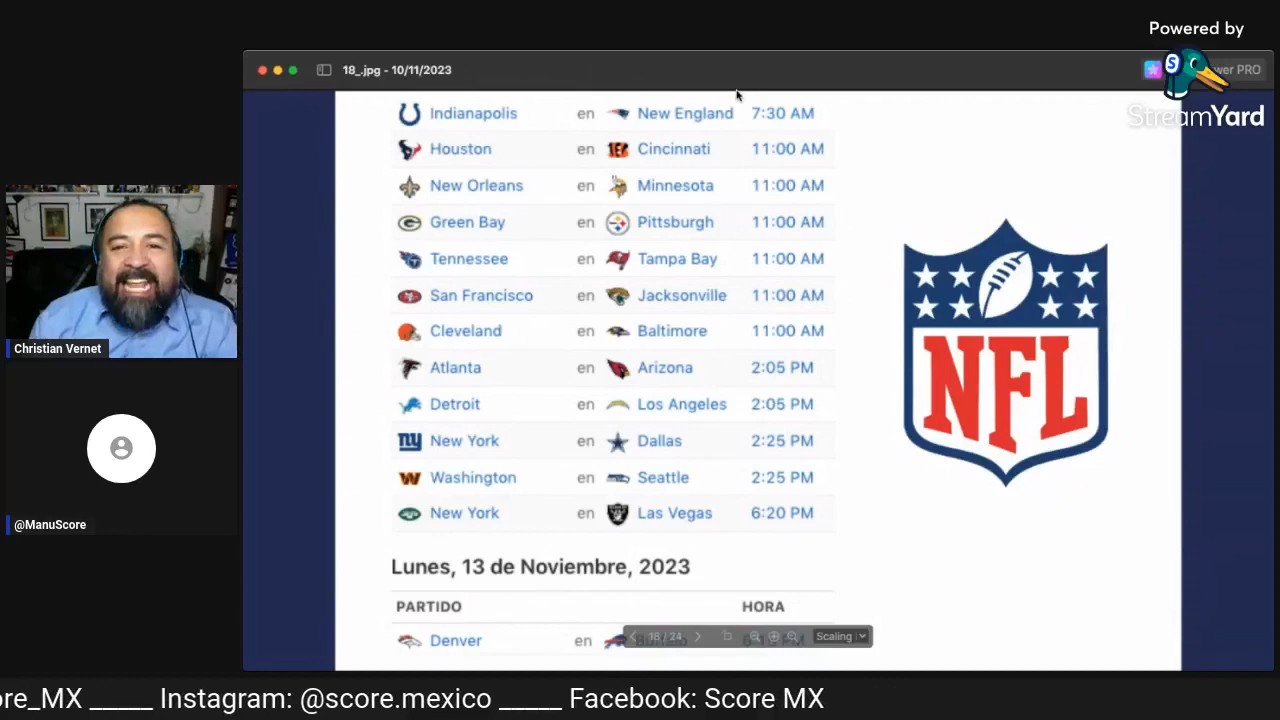 Powered by
StreamYard
18_.jpg - 10/11/2023
wer PRO
Indianapolis en New England 7:30 AM
Houston en Cincinnati 11:00 AM
New Orleans en Minnesota 11:00 AM
Green Bay en Pittsburgh 11:00 AM
Tennessee en Tampa Bay 11:00 AM
San Francisco en Jacksonville 11:00 AM
Cleveland en Baltimore 11:00 AM
Atlanta en Arizona 2:05 PM
Detroit en Los Angeles 2:05 PM
New York en Dallas 2:25 PM
Washington en Seattle 2:25 PM
New York en Las Vegas 6:20 PM
Lunes, 13 de Noviembre, 2023
PARTIDO HORA
Denver en
18 / 24 Scaling
NFL
Christian Vernet
@ManuScore
ore_MX _____ Instagram: @score.mexico _____ Facebook: Score MX